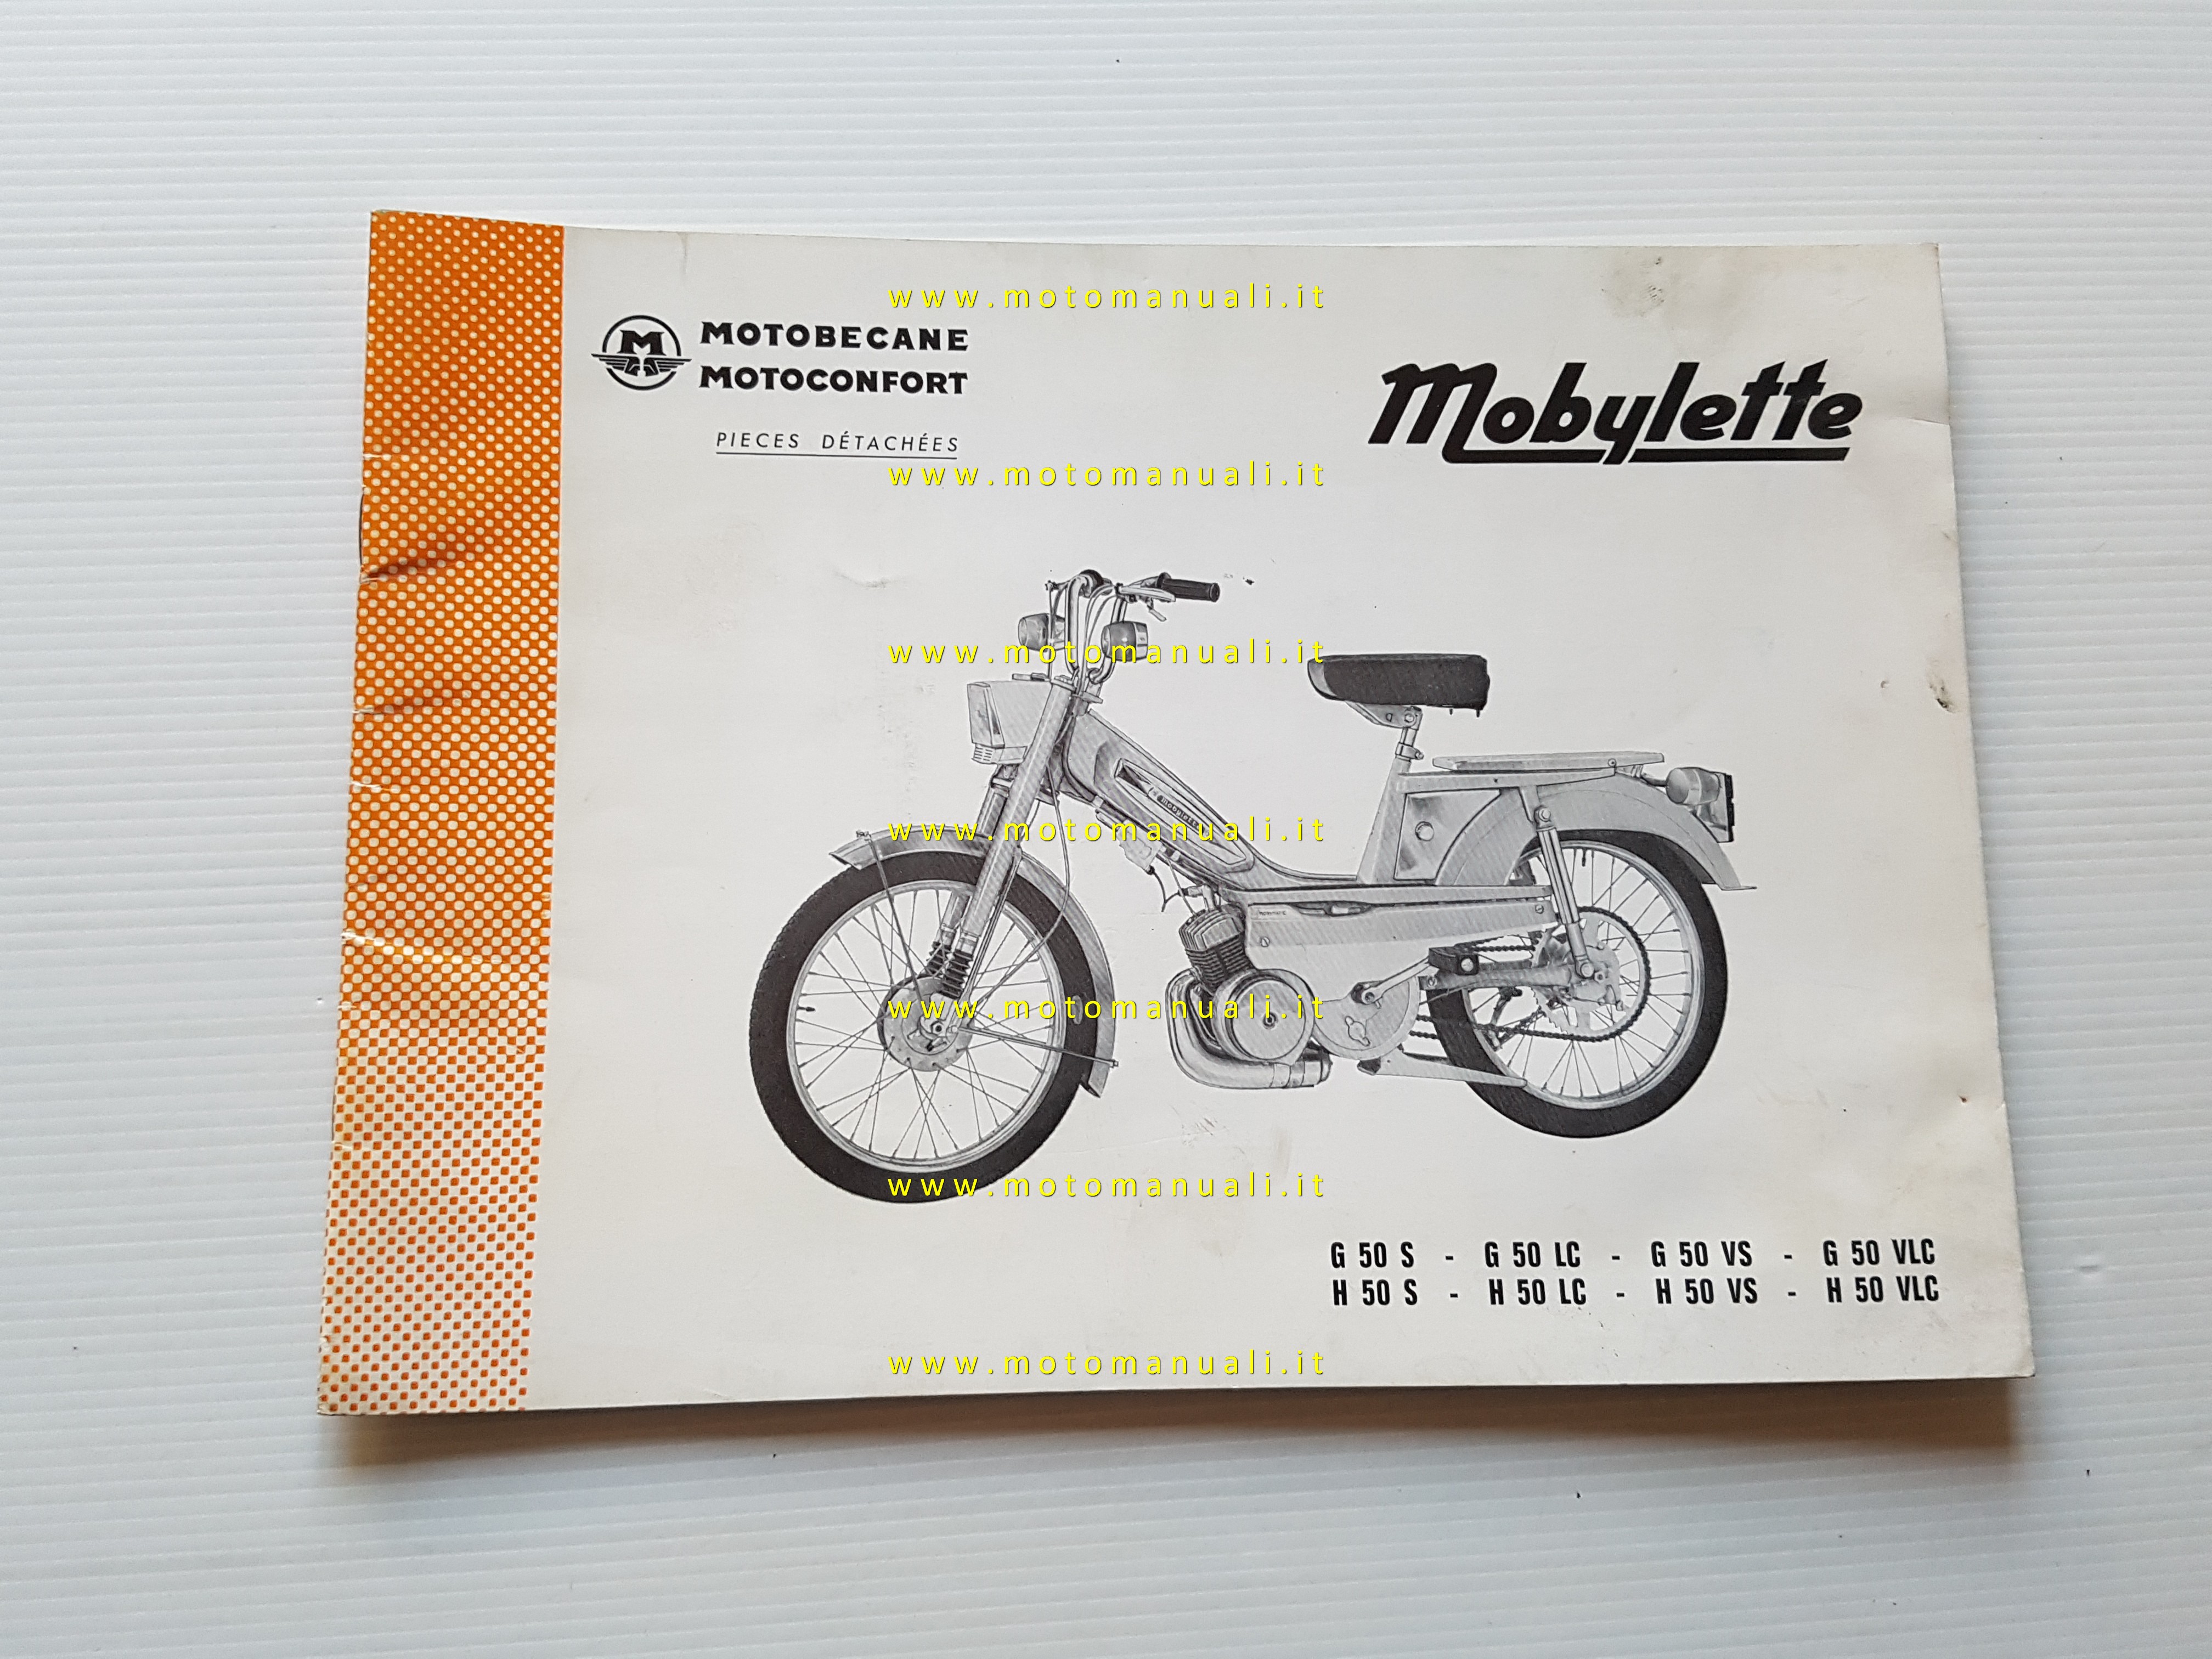 www.motomanuali.it
M
MOTOBECANE
MOTOCONFORT
Mobylette
PIECES DÉTACHÉES
www.motomanuali.it
www.motomanuali.it
www.motomanuali.it
www.motomanuali.it
www.motomanuali.it
G 50 S - G 50 LC - G 50 VS - G 50 VLC
H 50 S - H 50 LC - H 50 VS - H 50 VLC
www.motomanuali.it